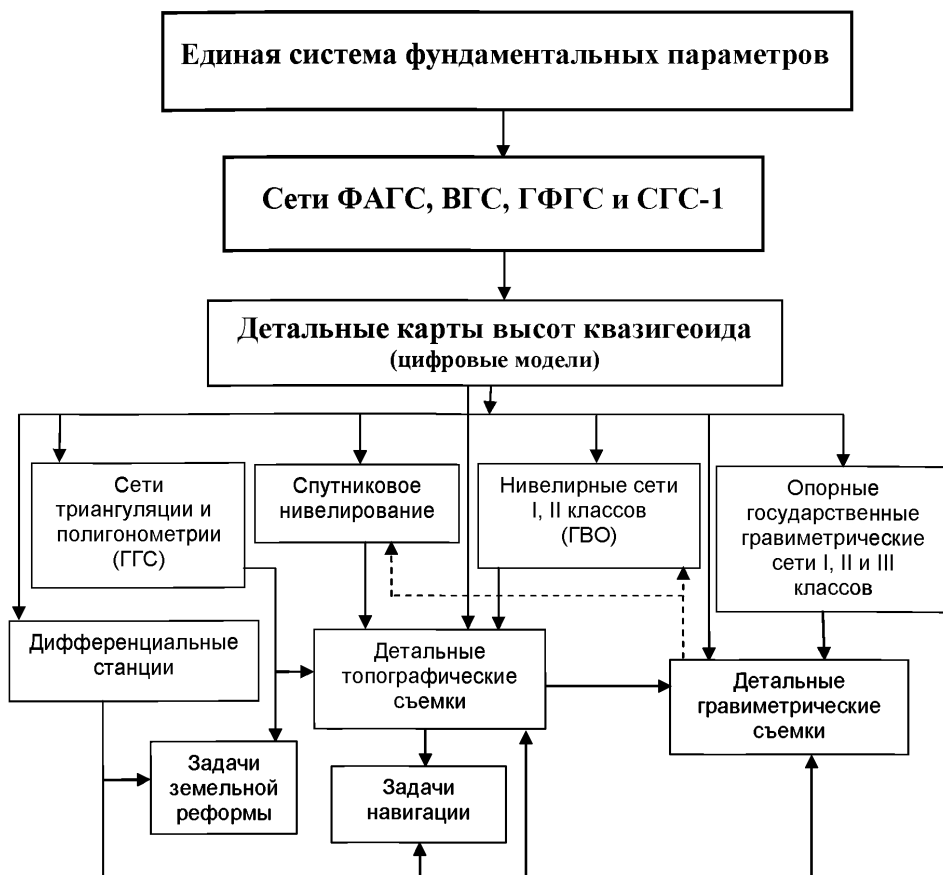 Единая система фундаментальных параметров
Сети ФАГС, ВГС, ГФГС и СГС-1
Детальные карты высот квазигеоида
(цифровые модели)
Сети
триангуляции и
полигонометрии
(ГГС)
Спутниковое
нивелирование
Нивелирные сети
I, II классов
(ГВО)
Опорные
государственные
гравиметрические
сети I, II и III
классов
Дифференциальные
станции
Детальные
топографические
съемки
Детальные
гравиметрические
съемки
Задачи
земельной
реформы
Задачи
навигации